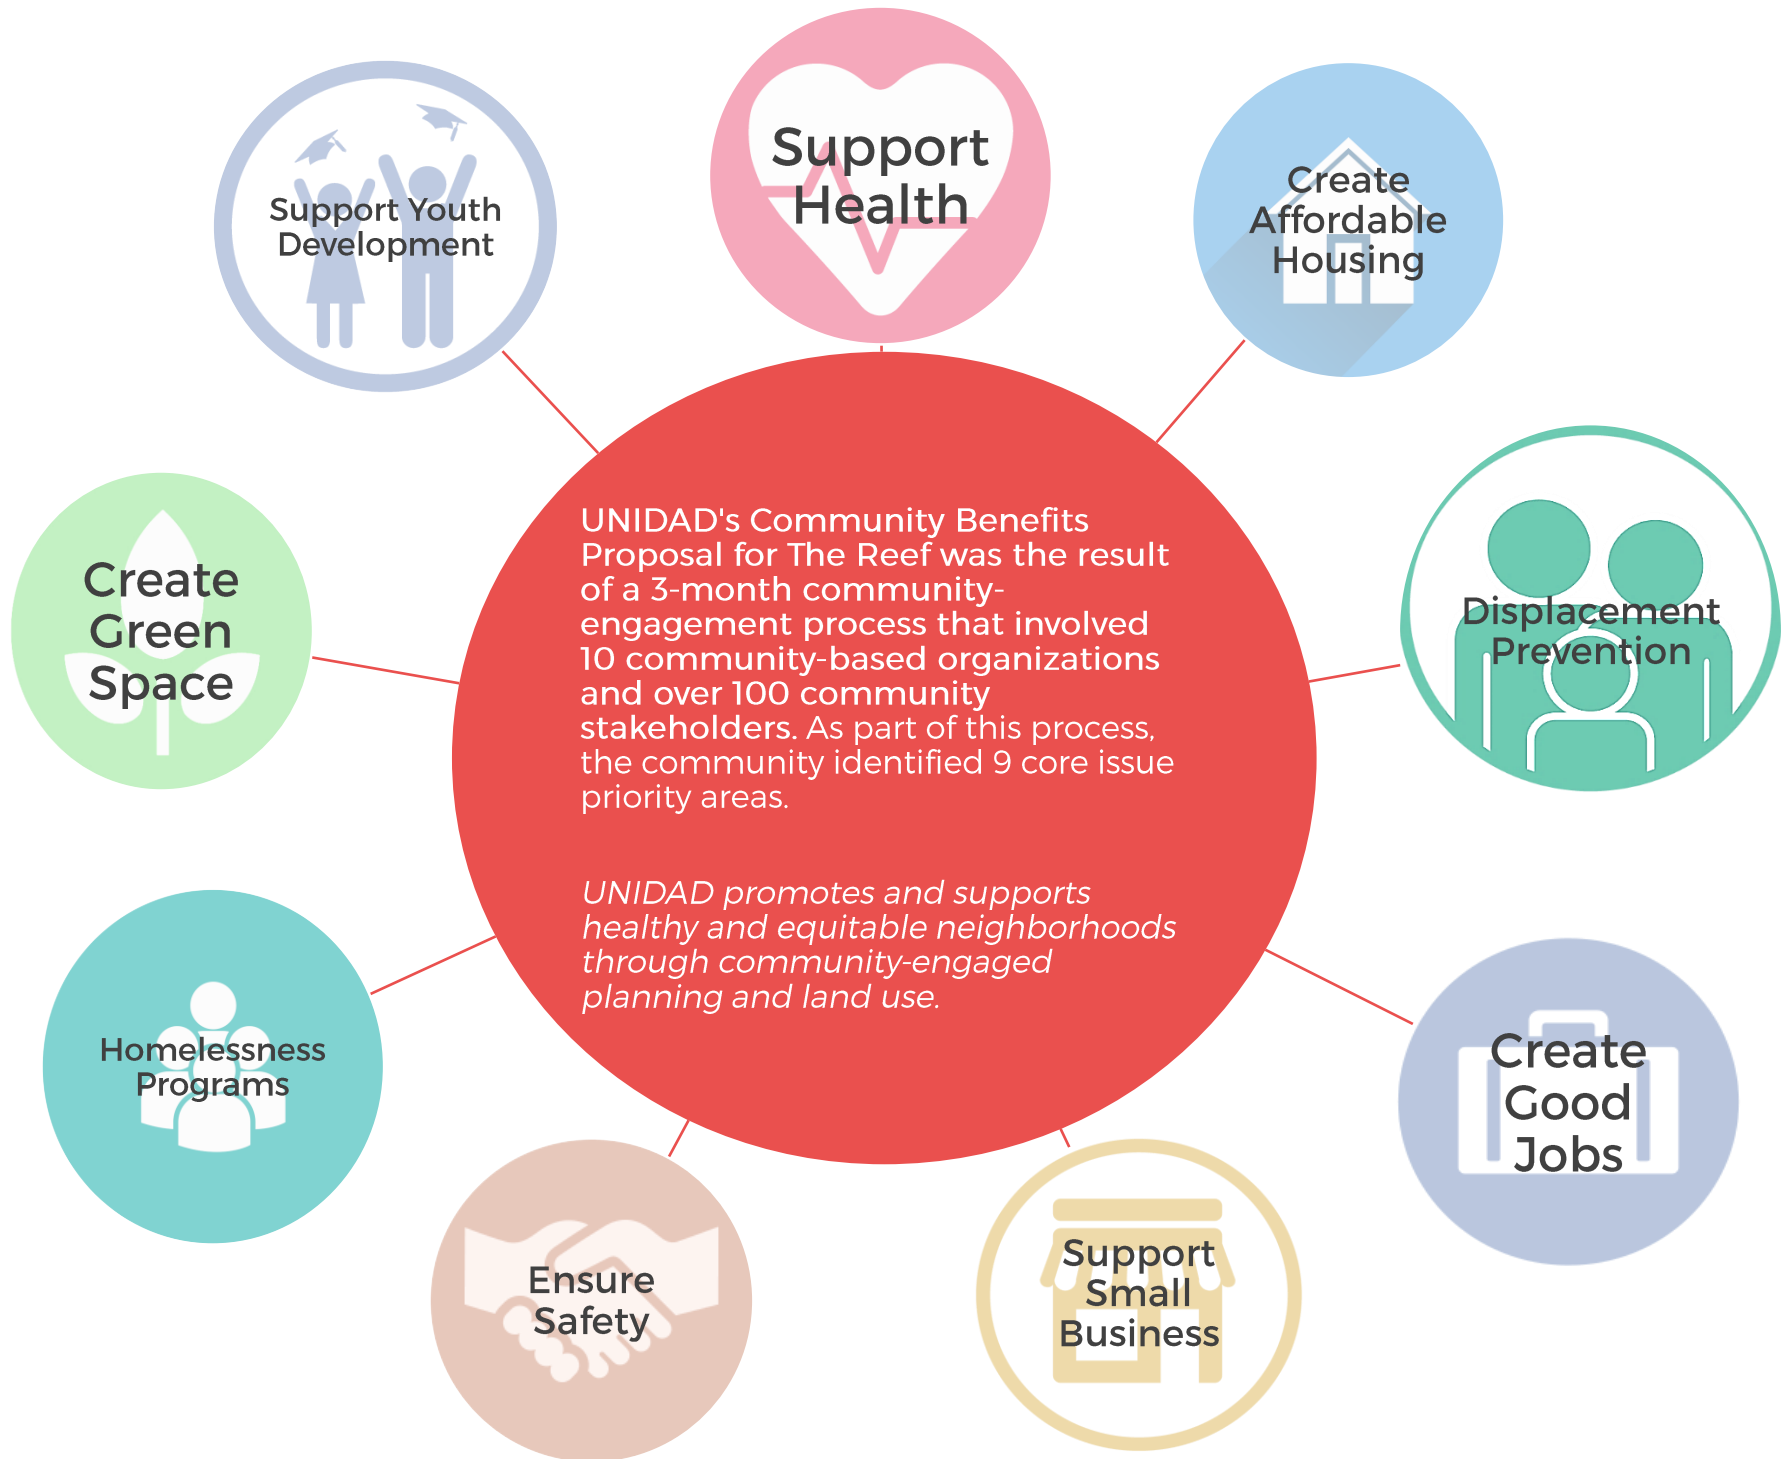 Support
Health
Support Youth
Development
Create
Affordable
Housing
UNIDAD's Community Benefits
Proposal for The Reef was the result
of a 3-month community-
engagement process that involved
10 community-based organizations
and over 100 community
stakeholders. As part of this process,
the community identified 9 core issue
priority areas.
UNIDAD promotes and supports
healthy and equitable neighborhoods
through community-engaged
planning and land use.
Create
Green
Space
Displacement
Prevention
Homelessness
Programs
Create
Good
Jobs
Ensure
Safety
Support
Small
Business